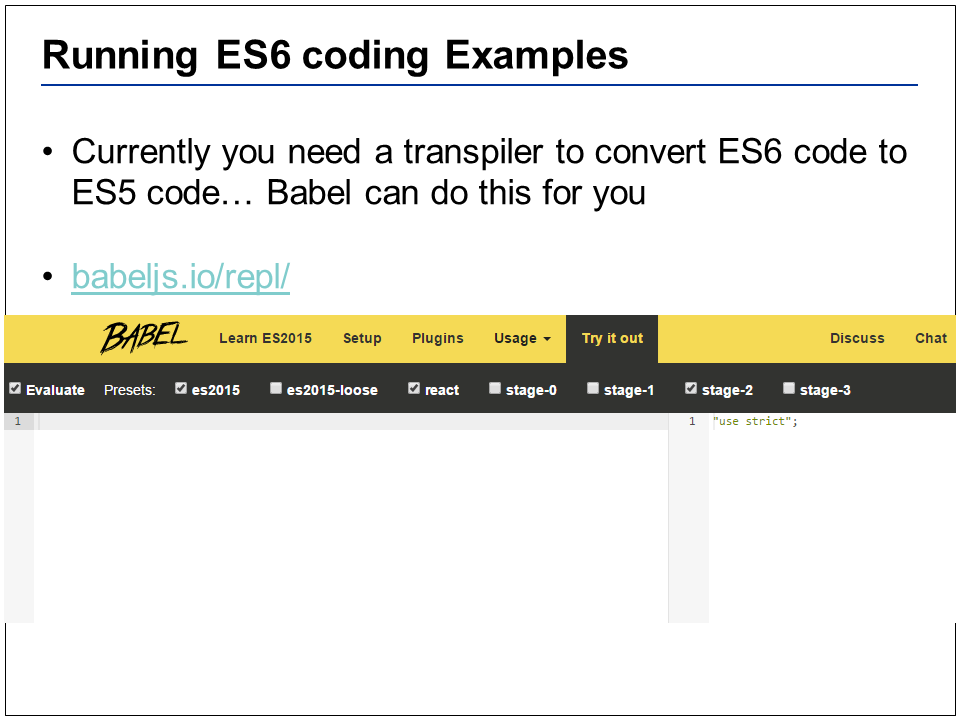 Running ES6 coding Examples
• Currently you need a transpiler to convert ES6 code to
ES5 code… Babel can do this for you
• babeljs.io/repl/
BABEL Learn ES2015 Setup Plugins Usage Try it out Discuss Chat
Evaluate Presets: es2015 es2015-loose react stage-0 stage-1 stage-2 stage-3
1 1 "use strict";